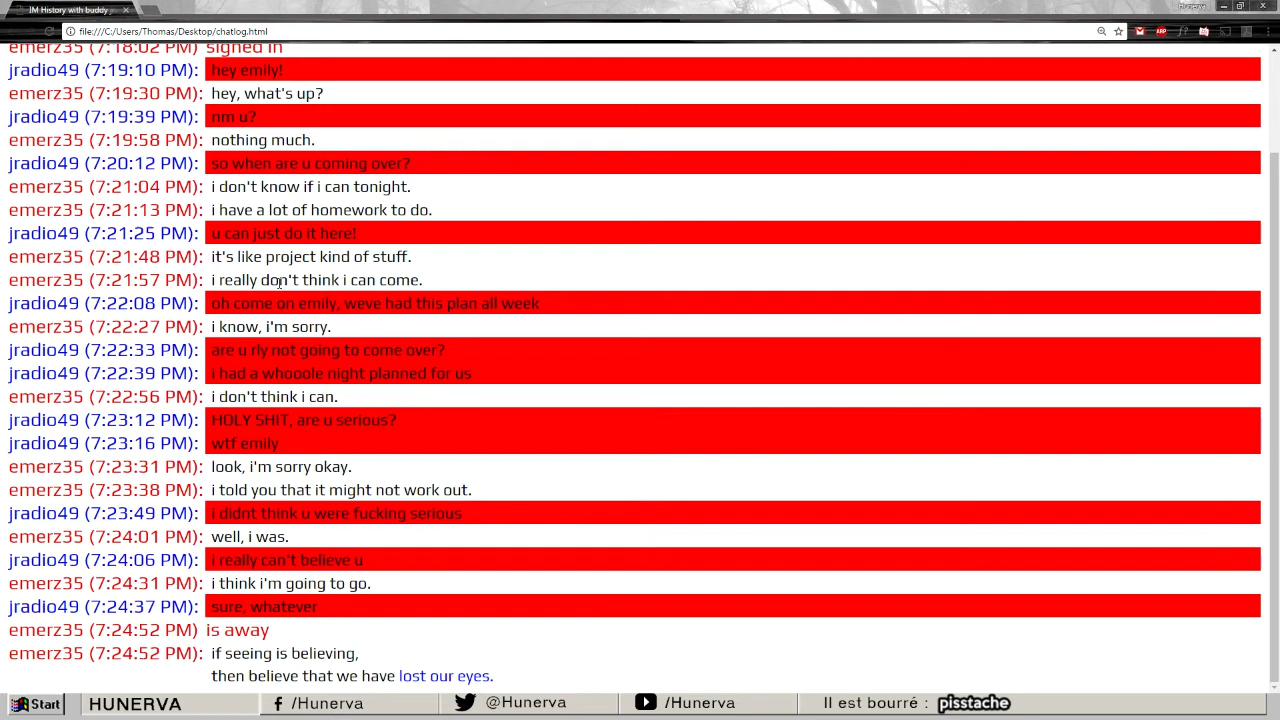 IM History with buddy
Hunerva
file:///C:/Users/Thomas/Desktop/chatlog.html
emerz35 (7:18:02 PM) signed in
jradio49 (7:19:10 PM): hey emily!
emerz35 (7:19:30 PM): hey, what's up?
jradio49 (7:19:39 PM): nm u?
emerz35 (7:19:58 PM): nothing much.
jradio49 (7:20:12 PM): so when are u coming over?
emerz35 (7:21:04 PM): i don't know if i can tonight.
emerz35 (7:21:13 PM): i have a lot of homework to do.
jradio49 (7:21:25 PM): u can just do it here!
emerz35 (7:21:48 PM): it's like project kind of stuff.
emerz35 (7:21:57 PM): i really don't think i can come.
jradio49 (7:22:08 PM): oh come on emily, weve had this plan all week
emerz35 (7:22:27 PM): i know, i'm sorry.
jradio49 (7:22:33 PM): are u rly not going to come over?
jradio49 (7:22:39 PM): i had a whooole night planned for us
emerz35 (7:22:56 PM): i don't think i can.
jradio49 (7:23:12 PM): HOLY SHIT, are u serious?
jradio49 (7:23:16 PM): wtf emily
emerz35 (7:23:31 PM): look, i'm sorry okay.
emerz35 (7:23:38 PM): i told you that it might not work out.
jradio49 (7:23:49 PM): i didnt think u were fucking serious
emerz35 (7:24:01 PM): well, i was.
jradio49 (7:24:06 PM): i really can't believe u
emerz35 (7:24:31 PM): i think i'm going to go.
jradio49 (7:24:37 PM): sure, whatever
emerz35 (7:24:52 PM) is away
emerz35 (7:24:52 PM): if seeing is believing,
then believe that we have lost our eyes.
Start HUNERVA /Hunerva @Hunerva /Hunerva Il est bourré : pisstache